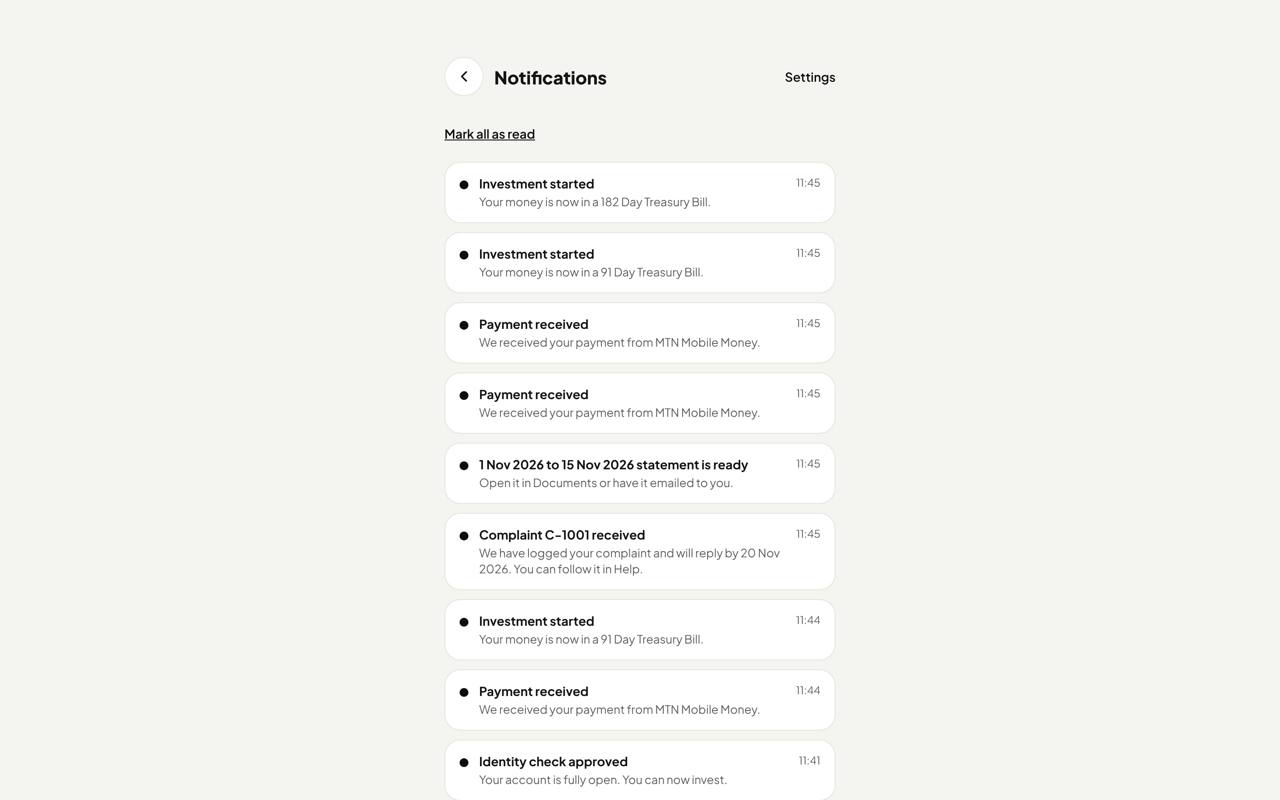 Notifications
Settings
Mark all as read
Investment started
11:45
Your money is now in a 182 Day Treasury Bill.
Investment started
11:45
Your money is now in a 91 Day Treasury Bill.
Payment received
11:45
We received your payment from MTN Mobile Money.
Payment received
11:45
We received your payment from MTN Mobile Money.
1 Nov 2026 to 15 Nov 2026 statement is ready
11:45
Open it in Documents or have it emailed to you.
Complaint C-1001 received
11:45
We have logged your complaint and will reply by 20 Nov
2026. You can follow it in Help.
Investment started
11:44
Your money is now in a 91 Day Treasury Bill.
Payment received
11:44
We received your payment from MTN Mobile Money.
Identity check approved
11:41
Your account is fully open. You can now invest.